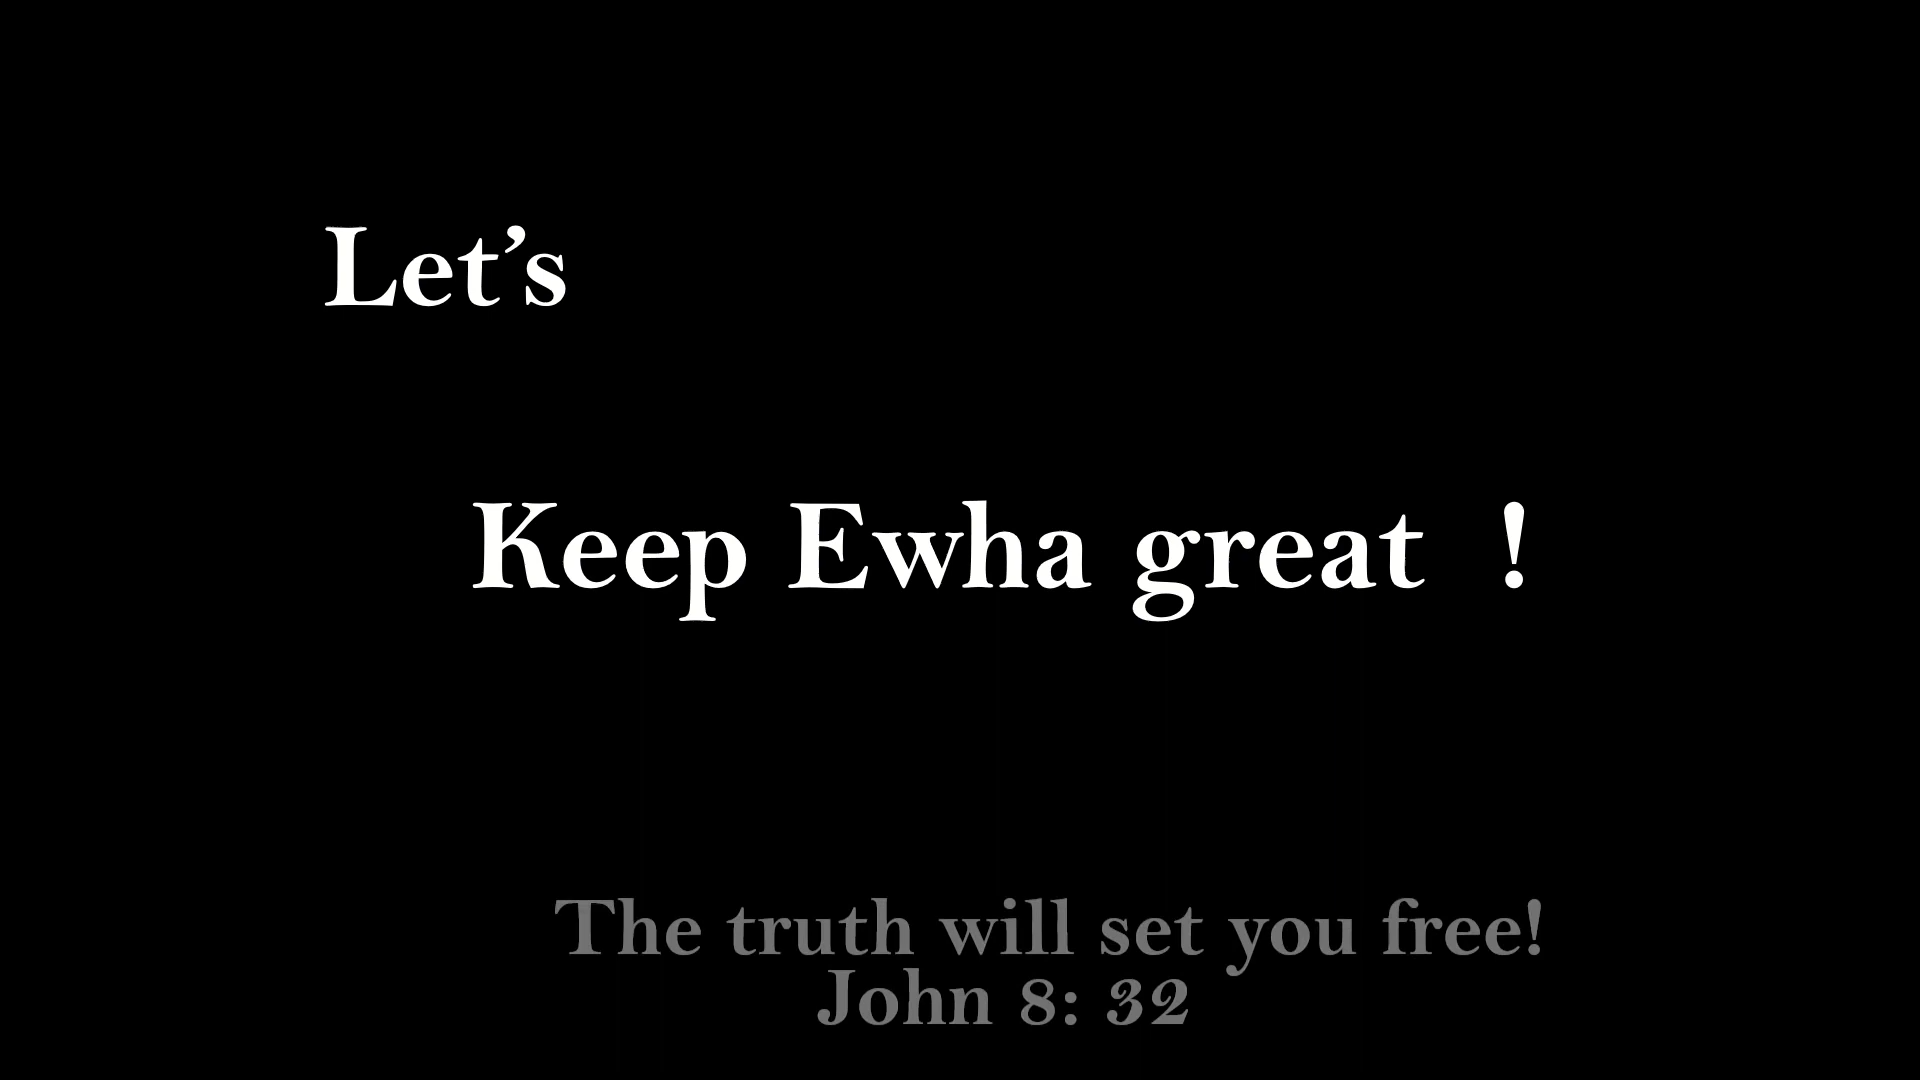 Let’s
Keep Ewha great !
The truth will set you free!
John 8: 32